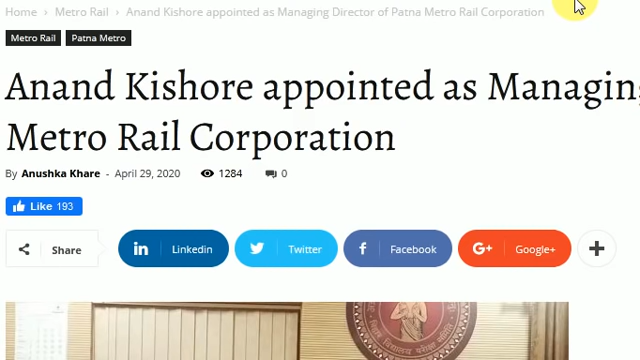 Home › Metro Rail › Anand Kishore appointed as Managing Director of Patna Metro Rail Corporation
Metro Rail Patna Metro
Anand Kishore appointed as Managing
Metro Rail Corporation
By Anushka Khare - April 29, 2020 1284 0
Like 193
Share Linkedin Twitter Facebook Google+